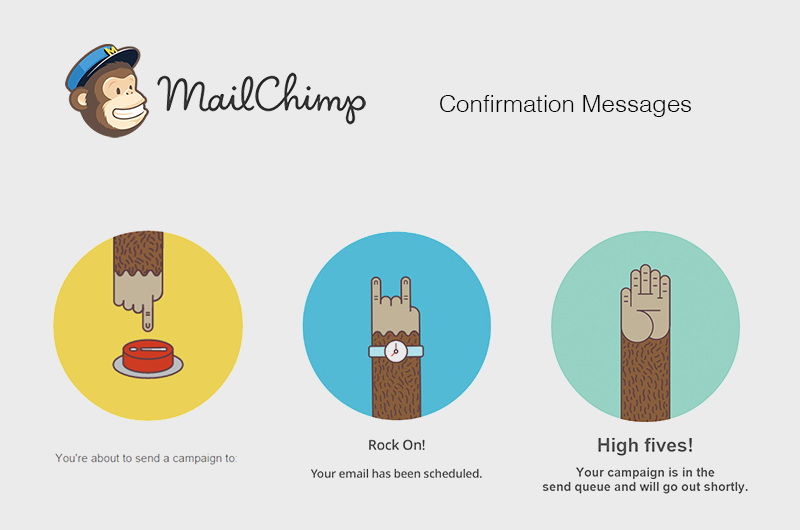 MailChimp
Confirmation Messages
You're about to send a campaign to:
Rock On!
Your email has been scheduled.
High fives!
Your campaign is in the
send queue and will go out shortly.